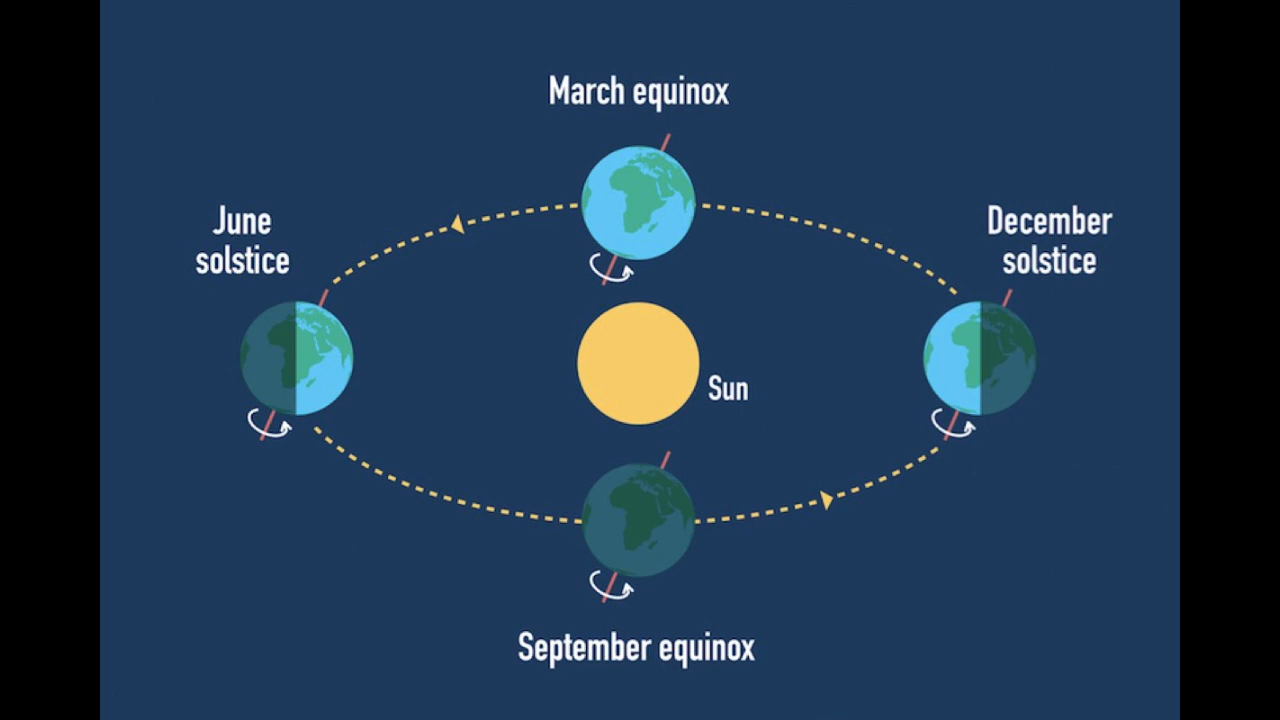 March equinox
June
solstice
December
solstice
Sun
September equinox